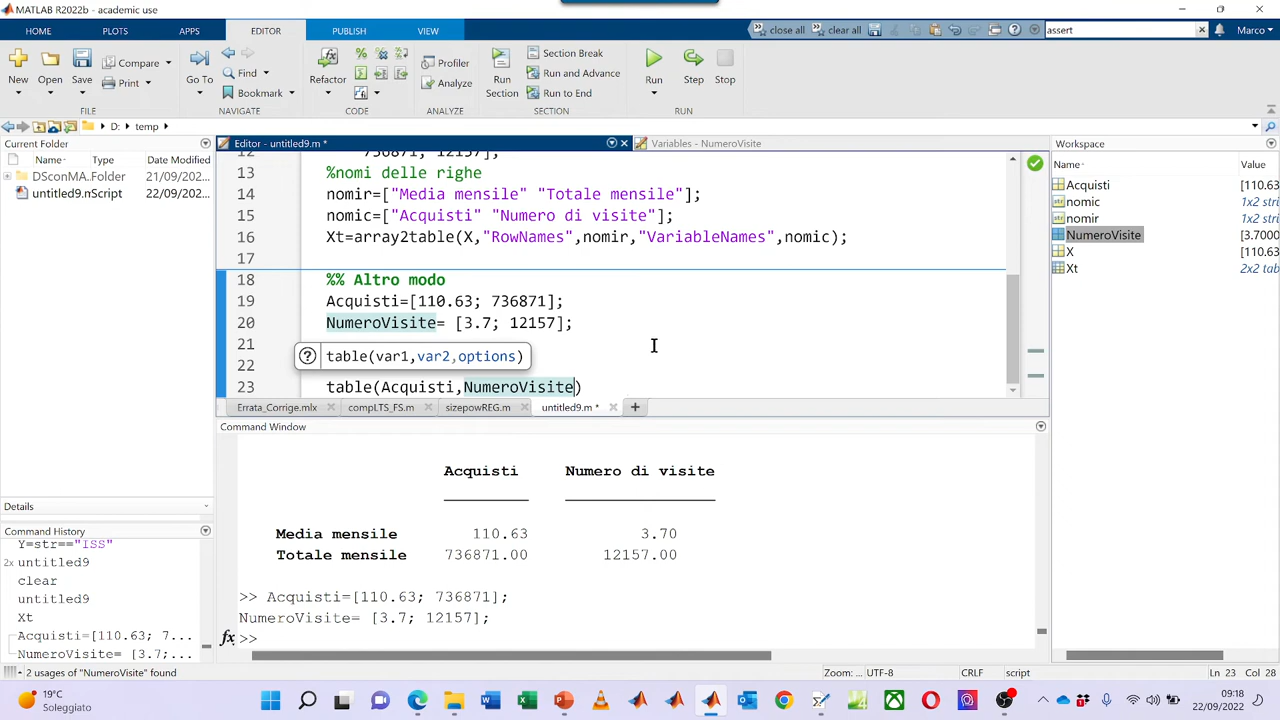 MATLAB R2022b - academic use
HOME PLOTS APPS EDITOR PUBLISH VIEW close all clear all assert Marco
New Open Save Compare Print Go To Find Bookmark Refactor Profiler Analyze Run Section Section Break Run and Advance Run to End Run Step Stop
FILE NAVIGATE CODE ANALYZE SECTION RUN
D: temp
Current Folder
Name Type Date Modified
DSconMA..Folder 21/09/202...
untitled9.nScript 22/09/202...
Editor - untitled9.m * Variables - NumeroVisite
12 736871, 12157];
13 %nomi delle righe
14 nomir=["Media mensile" "Totale mensile"];
15 nomic=["Acquisti" "Numero di visite"];
16 Xt=array2table(X,"RowNames",nomir,"VariableNames",nomic);
17
18 %% Altro modo
19 Acquisti=[110.63; 736871];
20 NumeroVisite= [3.7; 12157];
21
table(var1,var2,options)
22
23 table(Acquisti,NumeroVisite)
Errata_Corrige.mlx compLTS_FS.m sizepowREG.m untitled9.m *
Workspace
Name Value
Acquisti [110.63
nomic 1x2 stri
nomir 1x2 stri
NumeroVisite [3.7000
X [110.63
Xt 2x2 tab
Command Window
Acquisti Numero di visite
Media mensile 110.63 3.70
Totale mensile 736871.00 12157.00
>> Acquisti=[110.63; 736871];
NumeroVisite= [3.7; 12157];
fx >>
Details
Command History
Y=str=="ISS"
2x untitled9
clear
untitled9
Xt
Acquisti=[110.63; 7...
NumeroVisite= [3.7;...
2 usages of "NumeroVisite" found Zoom: ... UTF-8 CRLF script Ln 23 Col 28
19°C
Soleggiato
09:18
22/09/2022